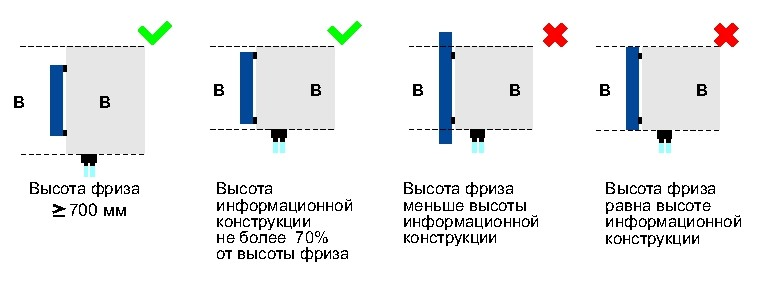 В В
В В
В В
В В
Высота фриза
≥ 700 мм
Высота
информационной
конструкции
не более 70%
от высоты фриза
Высота фриза
меньше высоты
информационной
конструкции
Высота фриза
равна высоте
информационной
конструкции